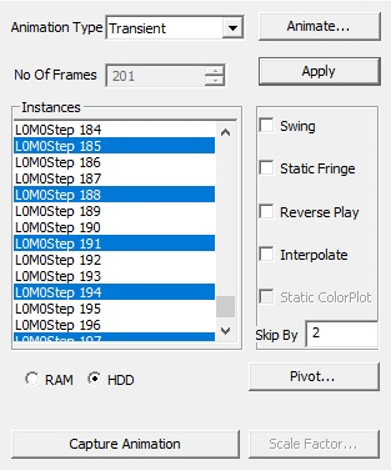 Animation Type Transient Animate...
No Of Frames 201 Apply
Instances
L0M0Step 184
L0M0Step 185
L0M0Step 186
L0M0Step 187
L0M0Step 188
L0M0Step 189
L0M0Step 190
L0M0Step 191
L0M0Step 192
L0M0Step 193
L0M0Step 194
L0M0Step 195
L0M0Step 196
L0M0Step 197
Swing
Static Fringe
Reverse Play
Interpolate
Static ColorPlot
Skip By 2
RAM HDD Pivot...
Capture Animation Scale Factor...